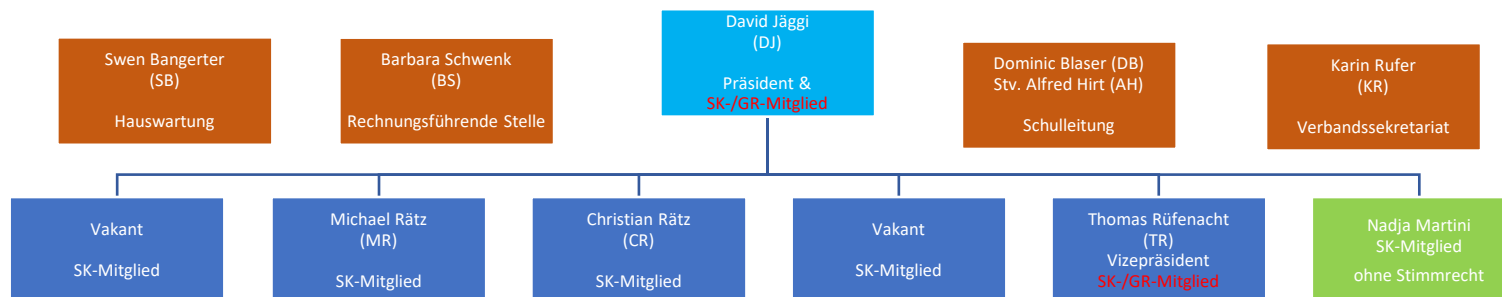 David Jäggi
(DJ)
Präsident &
SK-/GR-Mitglied
Swen Bangerter
(SB)
Hauswartung
Barbara Schwenk
(BS)
Rechnungsführende Stelle
Dominic Blaser (DB)
Stv. Alfred Hirt (AH)
Schulleitung
Karin Rufer
(KR)
Verbandssekretariat
Vakant
SK-Mitglied
Michael Rätz
(MR)
SK-Mitglied
Christian Rätz
(CR)
SK-Mitglied
Vakant
SK-Mitglied
Thomas Rüfenacht
(TR)
Vizepräsident
SK-/GR-Mitglied
Nadja Martini
SK-Mitglied
ohne Stimmrecht